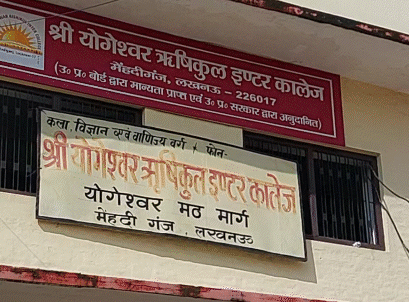 श्री योगेश्वर ऋषिकुल इण्टर कालेज
मेंहदीगंज, लखनऊ - 226017
(उ० प्र० बोर्ड द्वारा मान्यता प्राप्त एवं उ० प्र० सरकार द्वारा अनुदानित)
कला, विज्ञान एवं वाणिज्य वर्ग फोन:-
श्री योगेश्वर ऋषिकुल इण्टर कालेज
योगेश्वर मठ मार्ग
मेहदी गंज, लखनउ